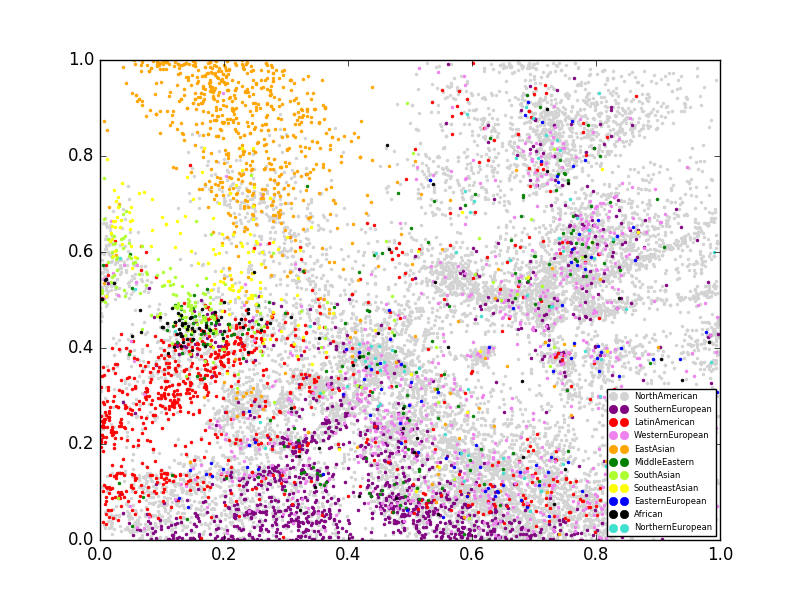 1.0
0.8
0.6
0.4
0.2
0.0
0.0 0.2 0.4 0.6 0.8 1.0
NorthAmerican
SouthernEuropean
LatinAmerican
WesternEuropean
EastAsian
MiddleEastern
SouthAsian
SoutheastAsian
EasternEuropean
African
NorthernEuropean